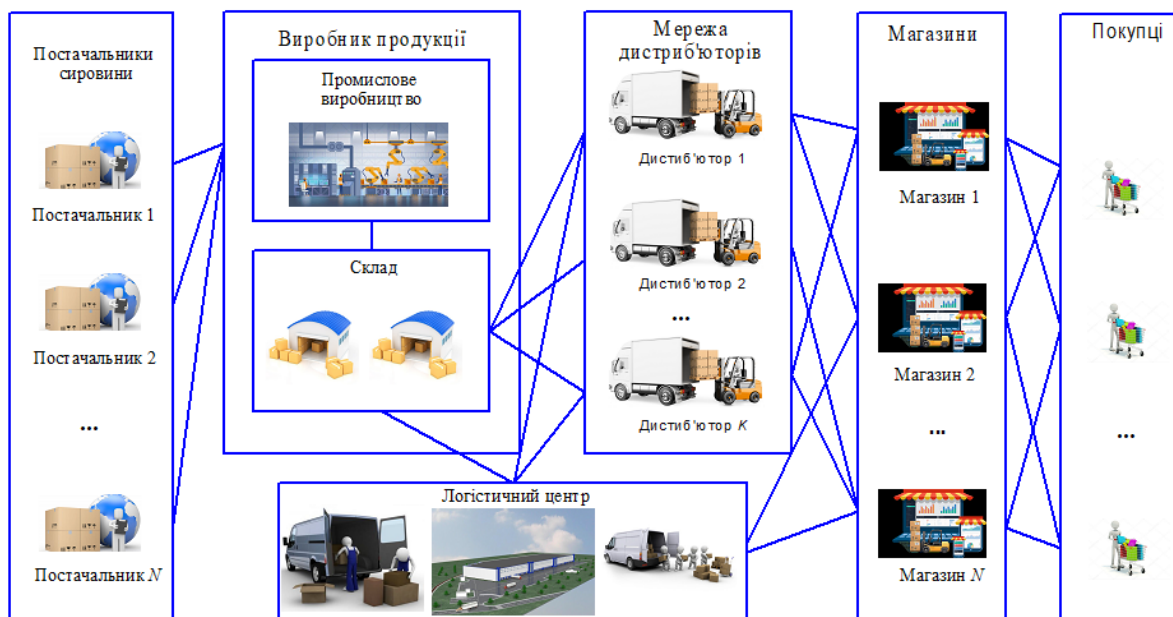 Постачальники
сировини
Постачальник 1
Постачальник 2
...
Постачальник N
Виробник продукції
Промислове
виробництво
Склад
Мережа
дистриб'юторів
Дистиб'ютор 1
Дистиб'ютор 2
...
Дистиб'ютор K
Логістичний центр
Магазини
Магазин 1
Магазин 2
...
Магазин N
Покупці
...